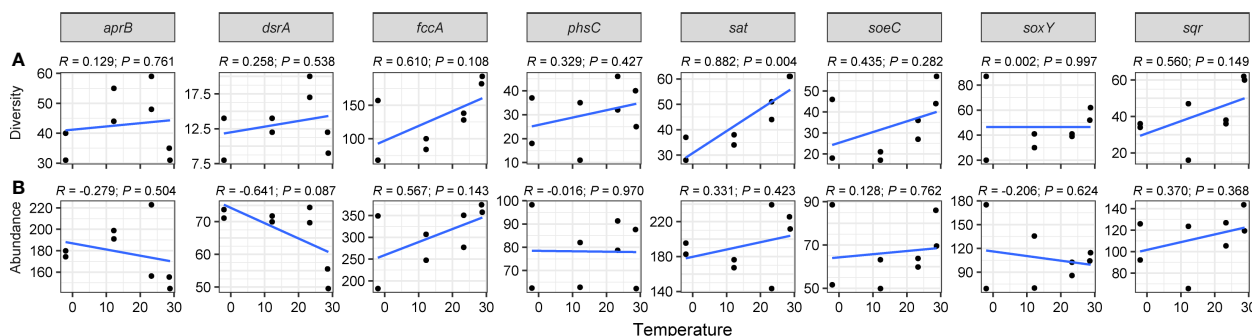 aprB dsrA fccA phsC sat soeC soxY sqr
A
R = 0.129; P = 0.761 R = 0.258; P = 0.538 R = 0.610; P = 0.108 R = 0.329; P = 0.427 R = 0.882; P = 0.004 R = 0.435; P = 0.282 R = 0.002; P = 0.997 R = 0.560; P = 0.149
Diversity
60 50 40 30
17.5 12.5 7.5
150 100
40 30 20 10
60 50 40 30
50 40 30 20
80 60 40 20
60 40 20
B
R = -0.279; P = 0.504 R = -0.641; P = 0.087 R = 0.567; P = 0.143 R = -0.016; P = 0.970 R = 0.331; P = 0.423 R = 0.128; P = 0.762 R = -0.206; P = 0.624 R = 0.370; P = 0.368
Abundance
220 200 180 160
70 60 50
350 300 250 200
100 90 80 70
220 180 140
90 70 50
180 150 120 90
140 120 100 80
0 10 20 30 0 10 20 30 0 10 20 30 0 10 20 30 0 10 20 30 0 10 20 30 0 10 20 30 0 10 20 30
Temperature